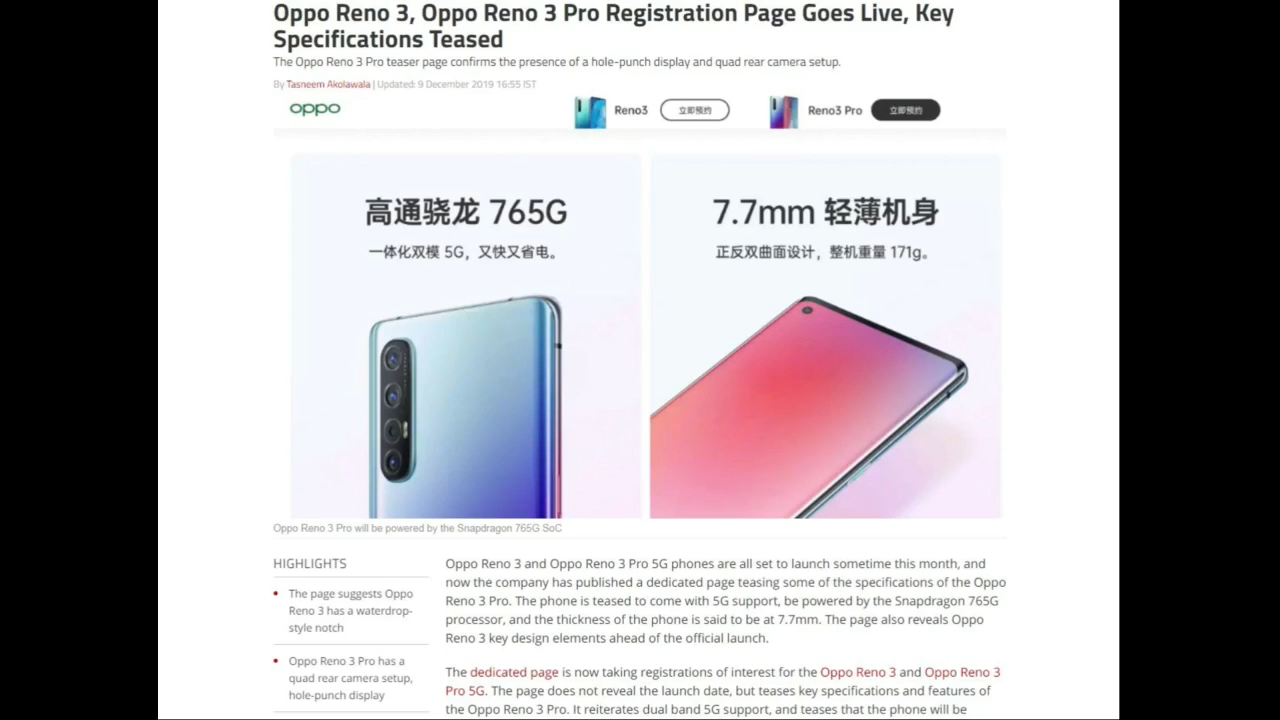 Oppo Reno 3, Oppo Reno 3 Pro Registration Page Goes Live, Key
Specifications Teased
The Oppo Reno 3 Pro teaser page confirms the presence of a hole-punch display and quad rear camera setup.
By Tasneem Akolawala | Updated: 9 December 2019 16:55 IST
oppo
Reno3
立即预约
Reno3 Pro
立即预约
高通骁龙 765G
一体化双模 5G，又快又省电。
7.7mm 轻薄机身
正反双曲面设计，整机重量 171g。
Oppo Reno 3 Pro will be powered by the Snapdragon 765G SoC
HIGHLIGHTS
The page suggests Oppo
Reno 3 has a waterdrop-
style notch
Oppo Reno 3 Pro has a
quad rear camera setup,
hole-punch display
Oppo Reno 3 and Oppo Reno 3 Pro 5G phones are all set to launch sometime this month, and
now the company has published a dedicated page teasing some of the specifications of the Oppo
Reno 3 Pro. The phone is teased to come with 5G support, be powered by the Snapdragon 765G
processor, and the thickness of the phone is said to be at 7.7mm. The page also reveals Oppo
Reno 3 key design elements ahead of the official launch.
The dedicated page is now taking registrations of interest for the Oppo Reno 3 and Oppo Reno 3
Pro 5G. The page does not reveal the launch date, but teases key specifications and features of
the Oppo Reno 3 Pro. It reiterates dual band 5G support, and teases that the phone will be